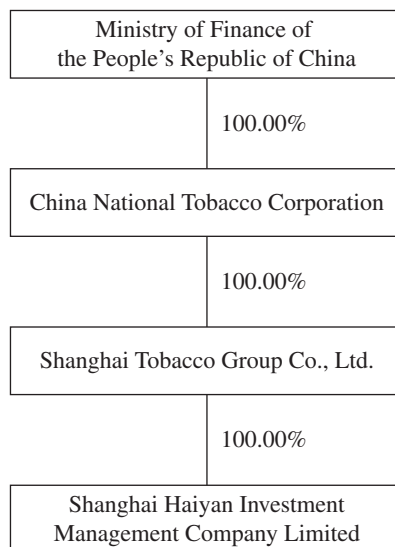 Ministry of Finance of
the People’s Republic of China
100.00%
China National Tobacco Corporation
100.00%
Shanghai Tobacco Group Co., Ltd.
100.00%
Shanghai Haiyan Investment
Management Company Limited